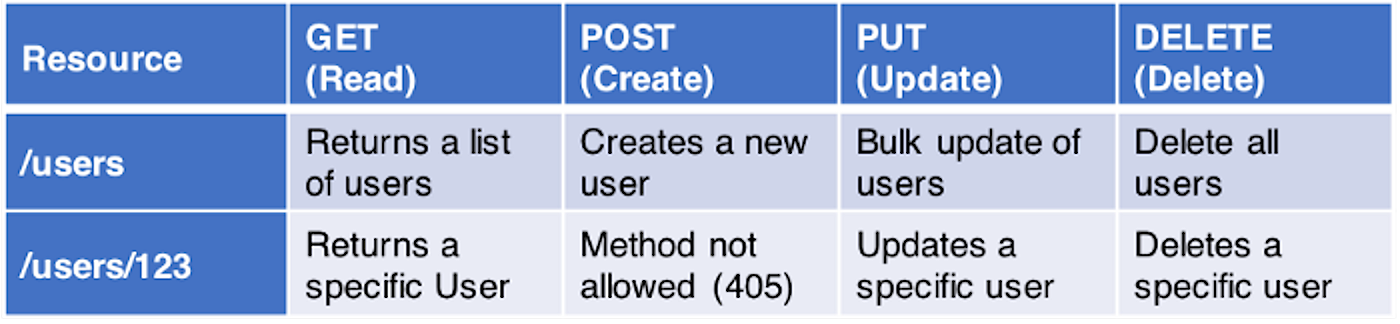 Resource
GET
(Read)
POST
(Create)
PUT
(Update)
DELETE
(Delete)
/users
Returns a list
of users
Creates a new
user
Bulk update of
users
Delete all
users
/users/123
Returns a
specific User
Method not
allowed (405)
Updates a
specific user
Deletes a
specific user